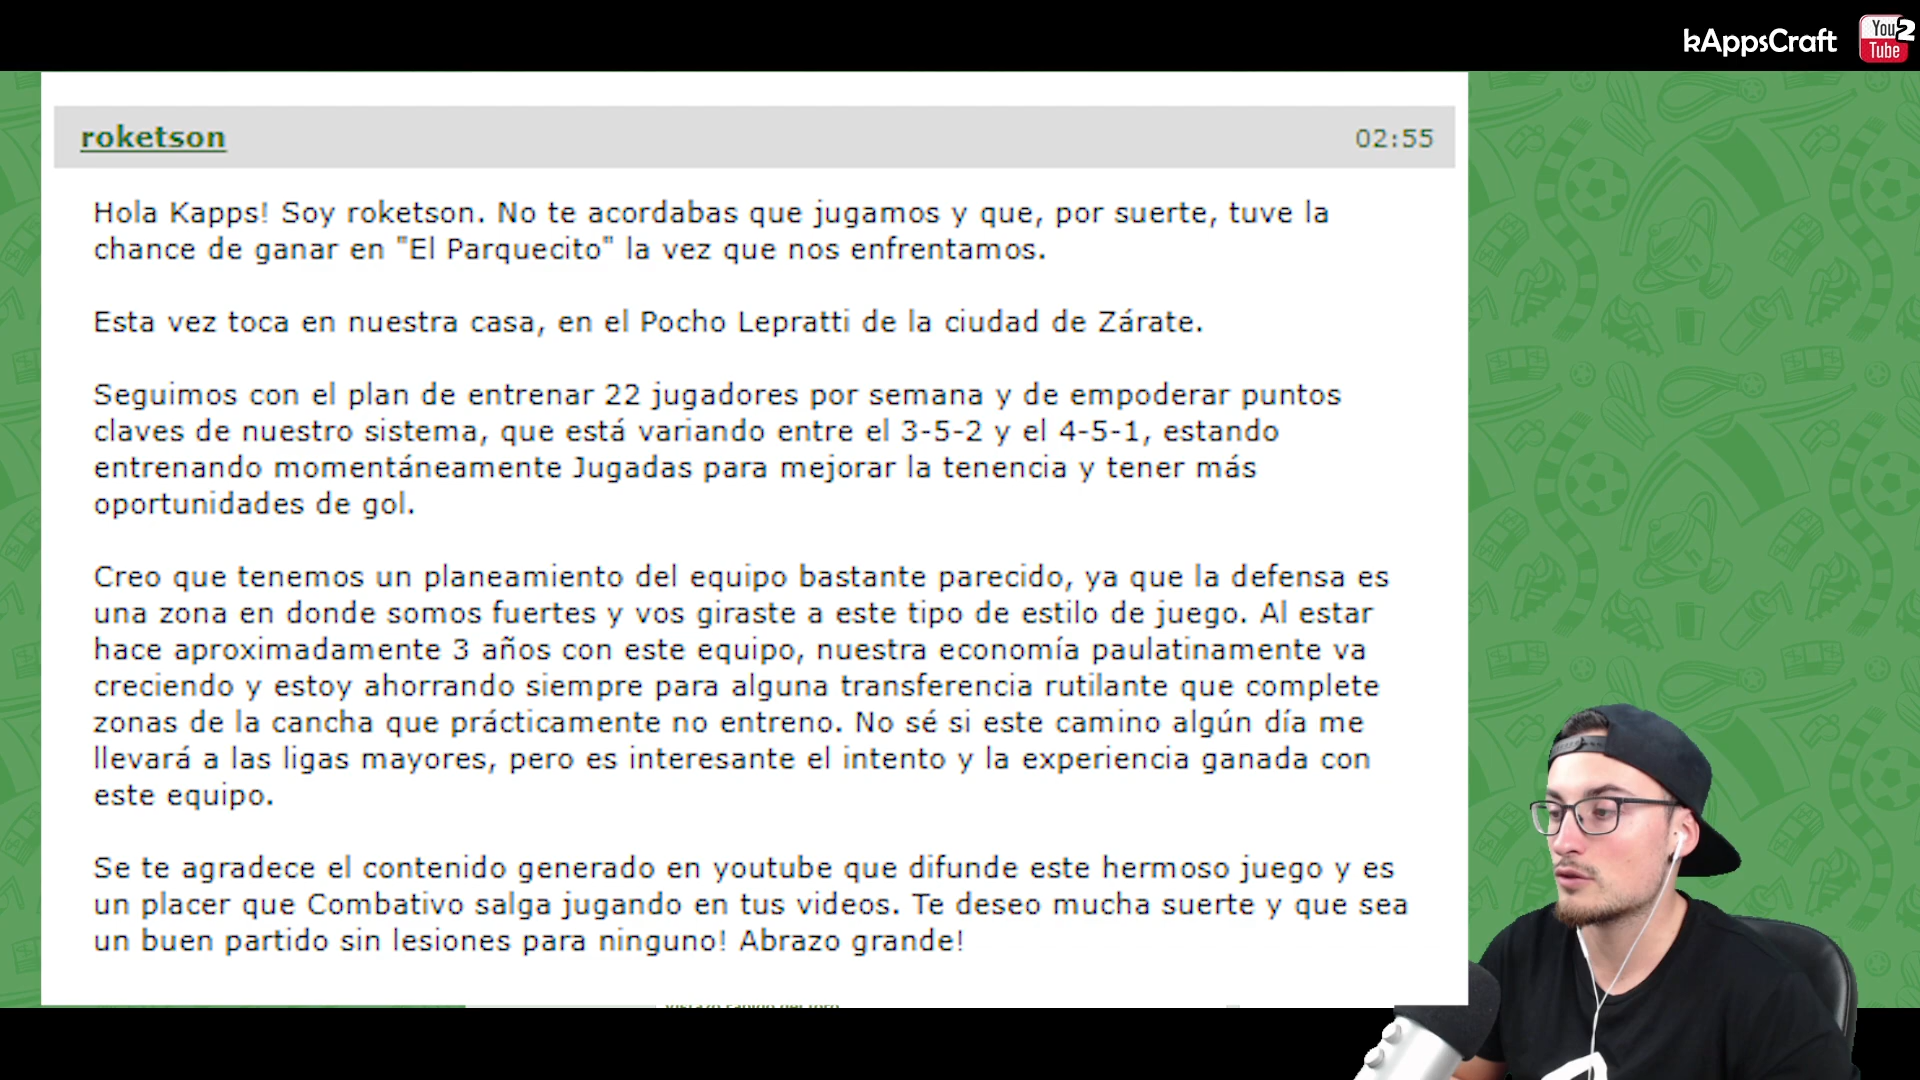 kAppsCraft
You2
Tube
roketson
02:55
Hola Kapps! Soy roketson. No te acordabas que jugamos y que, por suerte, tuve la
chance de ganar en "El Parquecito" la vez que nos enfrentamos.
Esta vez toca en nuestra casa, en el Pocho Lepratti de la ciudad de Zárate.
Seguimos con el plan de entrenar 22 jugadores por semana y de empoderar puntos
claves de nuestro sistema, que está variando entre el 3-5-2 y el 4-5-1, estando
entrenando momentáneamente Jugadas para mejorar la tenencia y tener más
oportunidades de gol.
Creo que tenemos un planeamiento del equipo bastante parecido, ya que la defensa es
una zona en donde somos fuertes y vos giraste a este tipo de estilo de juego. Al estar
hace aproximadamente 3 años con este equipo, nuestra economía paulatinamente va
creciendo y estoy ahorrando siempre para alguna transferencia rutilante que complete
zonas de la cancha que prácticamente no entreno. No sé si este camino algún día me
llevará a las ligas mayores, pero es interesante el intento y la experiencia ganada con
este equipo.
Se te agradece el contenido generado en youtube que difunde este hermoso juego y es
un placer que Combativo salga jugando en tus videos. Te deseo mucha suerte y que sea
un buen partido sin lesiones para ninguno! Abrazo grande!